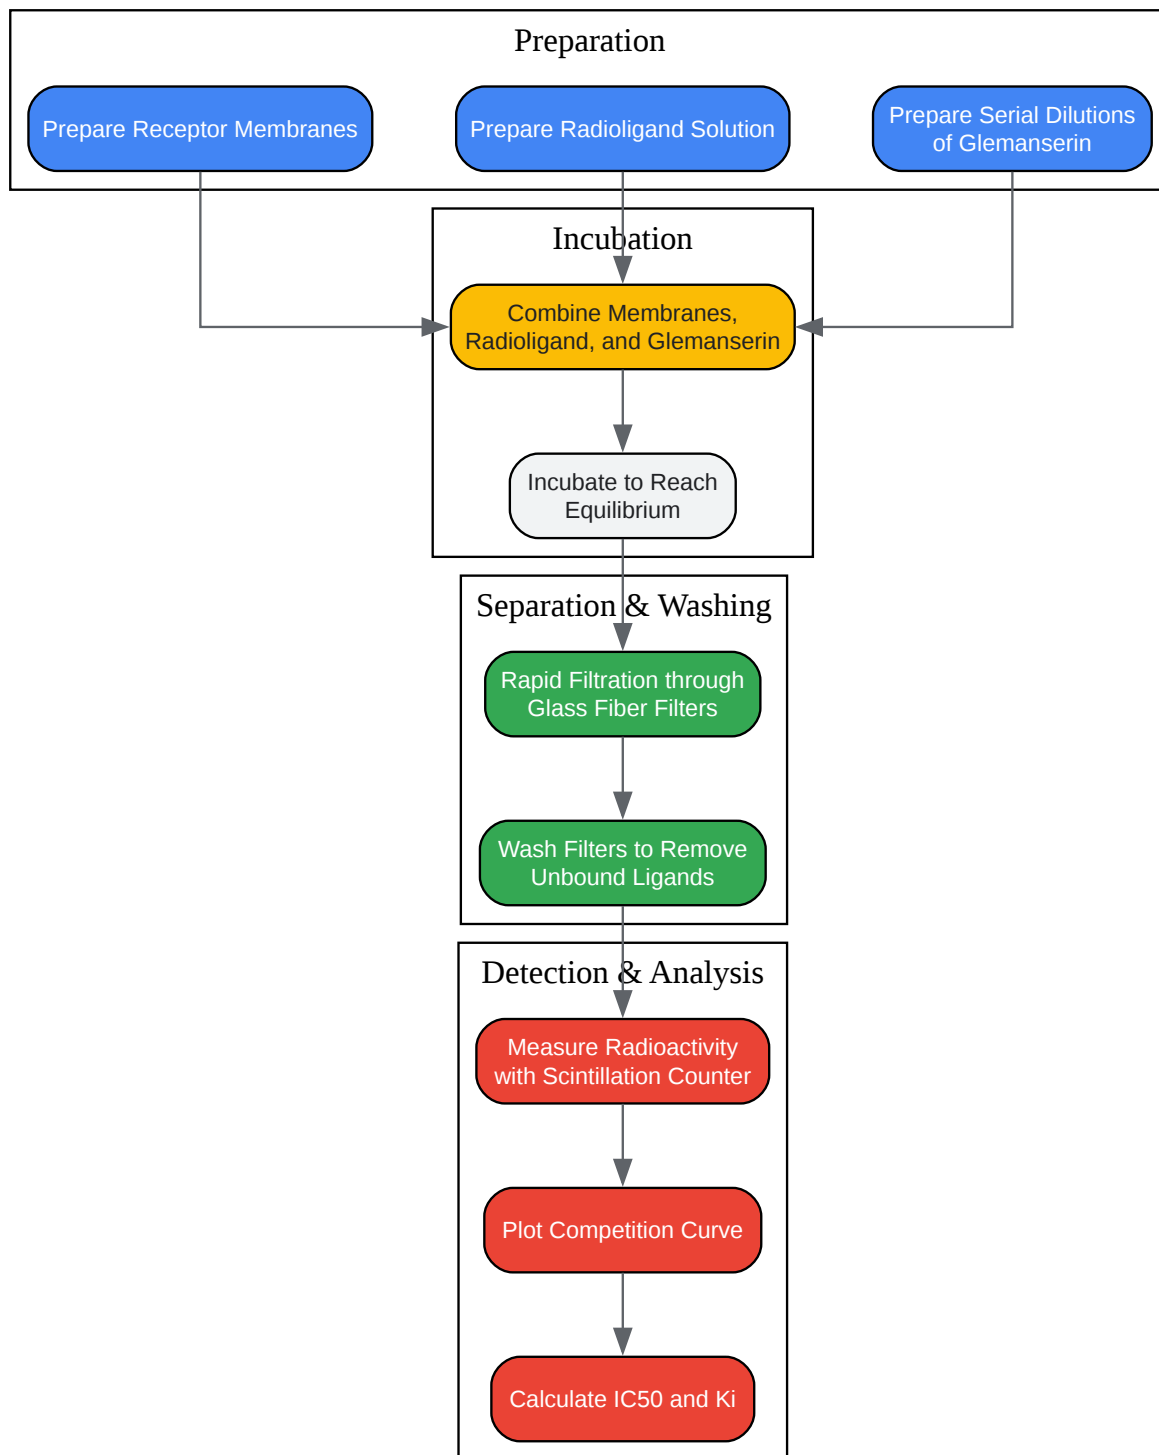 Preparation
Prepare Receptor Membranes
Prepare Radioligand Solution
Prepare Serial Dilutions
of Glemanserin
Incubation
Combine Membranes,
Radioligand, and Glemanserin
Incubate to Reach
Equilibrium
Separation & Washing
Rapid Filtration through
Glass Fiber Filters
Wash Filters to Remove
Unbound Ligands
Detection & Analysis
Measure Radioactivity
with Scintillation Counter
Plot Competition Curve
Calculate IC50 and Ki